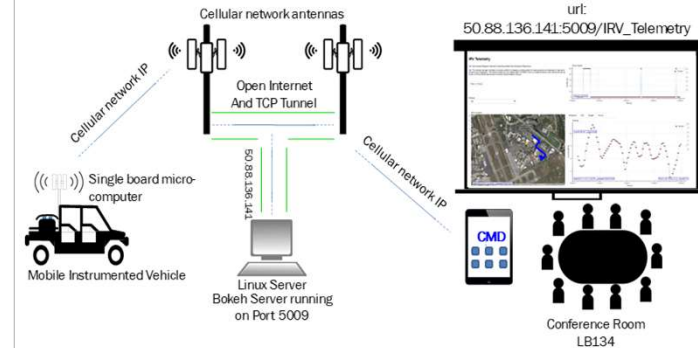 Cellular network antennas
url:
50.88.136.141:5009/IRV_Telemetry
Open Internet
And TCP Tunnel
Cellular network IP
Cellular network IP
50.88.136.141
Single board micro-
computer
CMD
Mobile Instrumented Vehicle
Linux Server
Bokeh Server running
on Port 5009
Conference Room
LB134
IRV Telemetry